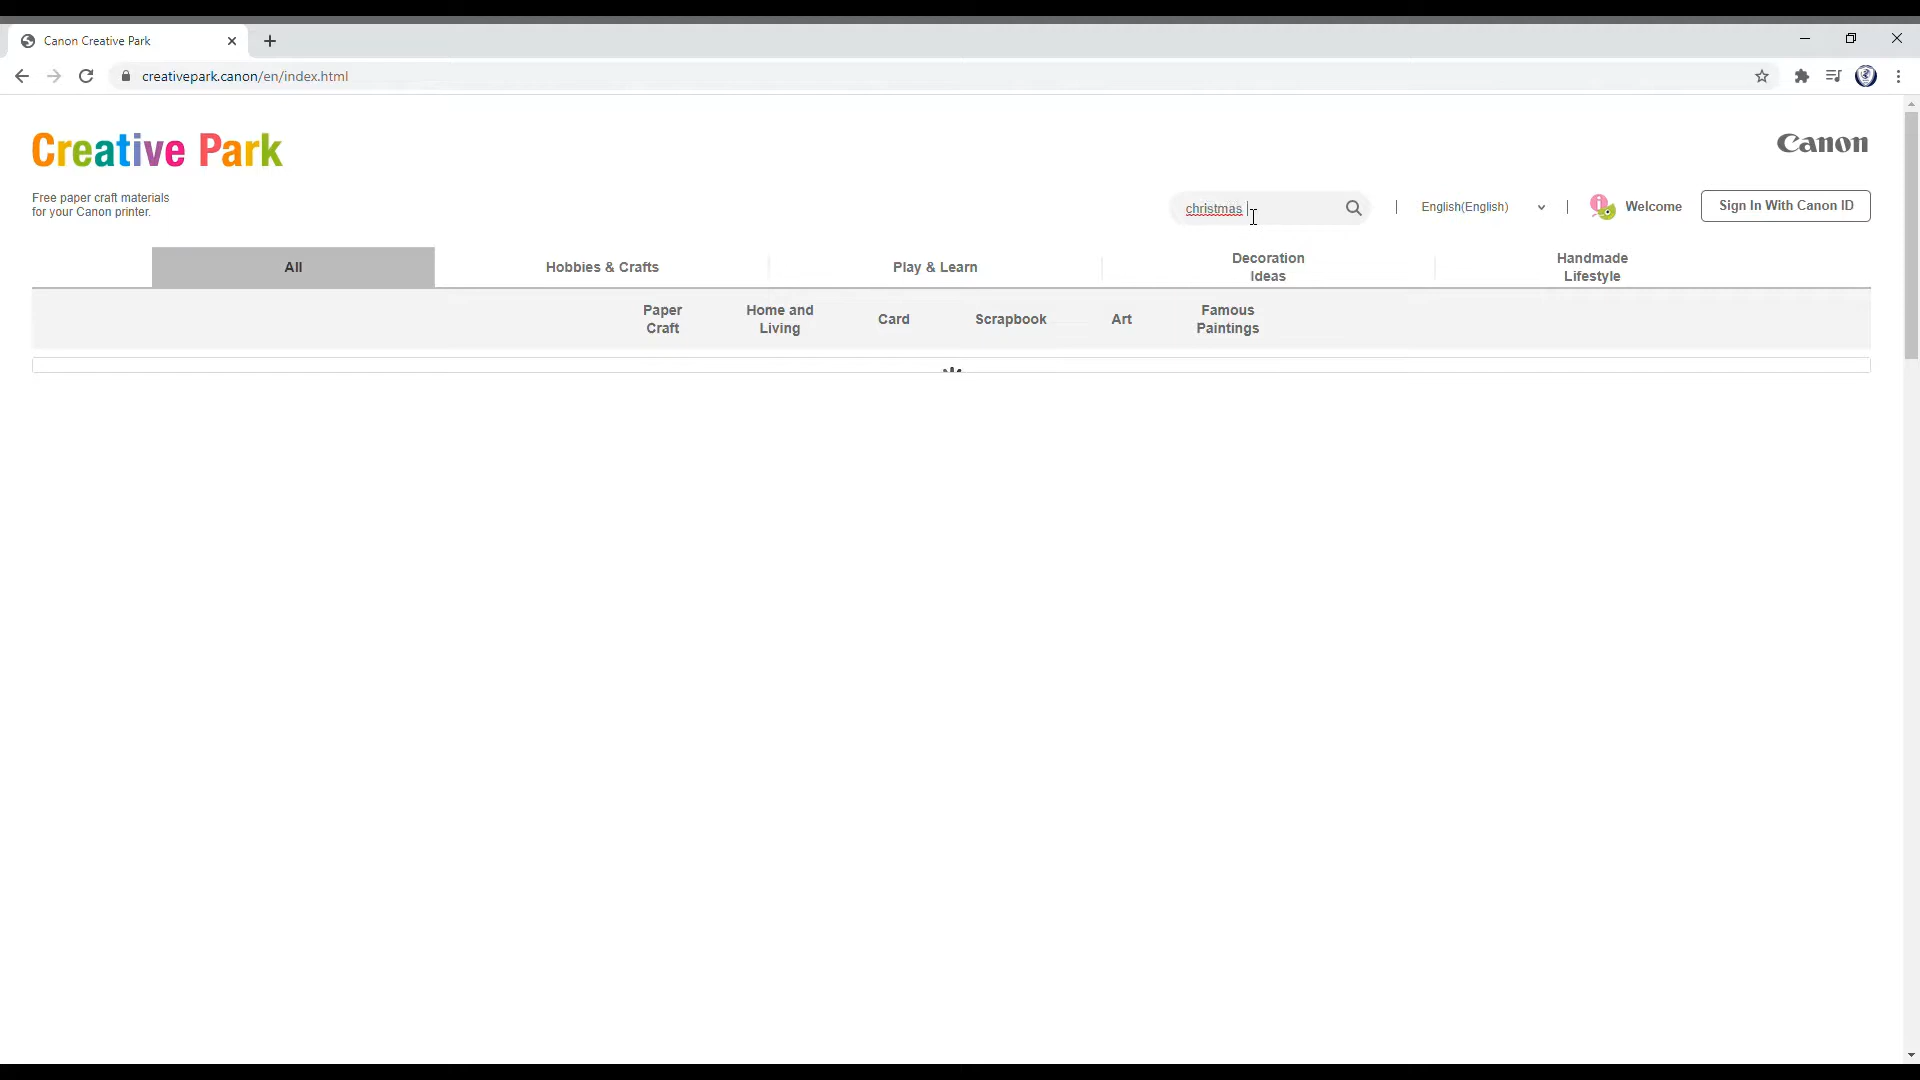 Canon Creative Park
creativepark.canon/en/index.html
Creative Park
Canon
Free paper craft materials
for your Canon printer.
christmas
English(English)
Welcome
Sign In With Canon ID
All
Hobbies & Crafts
Play & Learn
Decoration
Ideas
Handmade
Lifestyle
Paper
Craft
Home and
Living
Card
Scrapbook
Art
Famous
Paintings